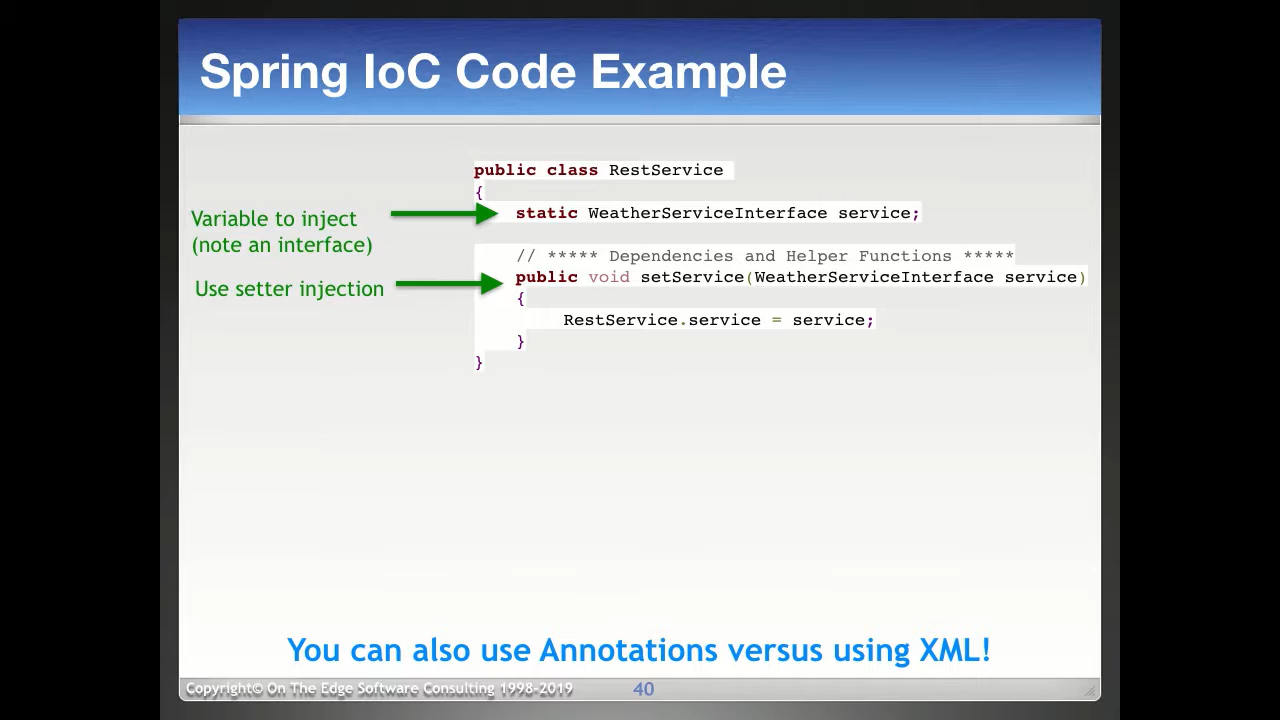 Spring IoC Code Example
public class RestService
{
Variable to inject
(note an interface)
static WeatherServiceInterface service;
// ***** Dependencies and Helper Functions *****
Use setter injection
public void setService(WeatherServiceInterface service)
{
RestService.service = service;
}
}
You can also use Annotations versus using XML!
Copyright© On The Edge Software Consulting 1998-2019
40